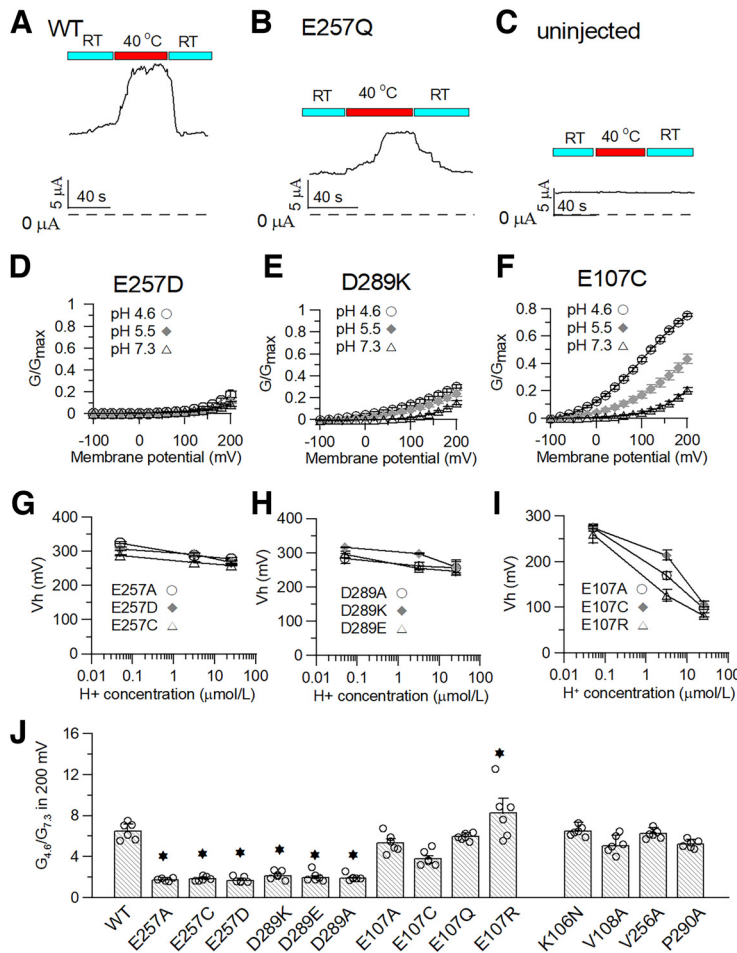 A WT
RT 40 °C RT
5 μA
40 s
0 μA
B E257Q
RT 40 °C RT
5 μA
40 s
0 μA
C uninjected
RT 40 °C RT
5 μA
40 s
0 μA
D E257D
1
0.8
0.6
0.4
0.2
0
G/Gmax
pH 4.6
pH 5.5
pH 7.3
-100 0 100 200
Membrane potential (mV)
E D289K
1
0.8
0.6
0.4
0.2
0
G/Gmax
pH 4.6
pH 5.5
pH 7.3
-100 0 100 200
Membrane potential (mV)
F E107C
0.8
0.6
0.4
0.2
0
G/Gmax
pH 4.6
pH 5.5
pH 7.3
-100 0 100 200
Membrane potential (mV)
G
400
300
200
100
0
Vh (mV)
E257A
E257D
E257C
0.01 0.1 1 10 100
H+ concentration (μmol/L)
H
400
300
200
100
0
Vh (mV)
D289A
D289K
D289E
0.01 0.1 1 10 100
H+ concentration (μmol/L)
I
300
200
100
0
Vh (mV)
E107A
E107C
E107R
0.01 0.1 1 10 100
H+ concentration (μmol/L)
J
16
12
8
4
0
G4.6/G7.3 in 200 mV
WT E257A E257C E257D D289K D289E D289A E107A E107C E107Q E107R K106N V108A V256A P290A